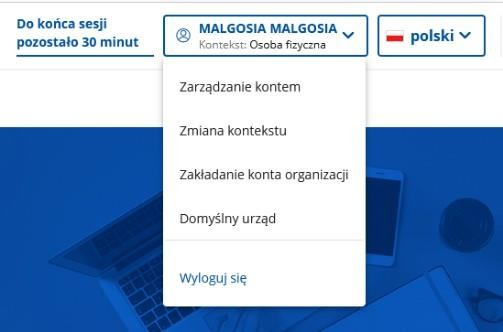 Do końca sesji
pozostało 30 minut
MALGOSIA MALGOSIA
Kontekst: Osoba fizyczna
polski
Zarządzanie kontem
Zmiana kontekstu
Zakładanie konta organizacji
Domyślny urząd
Wyloguj się